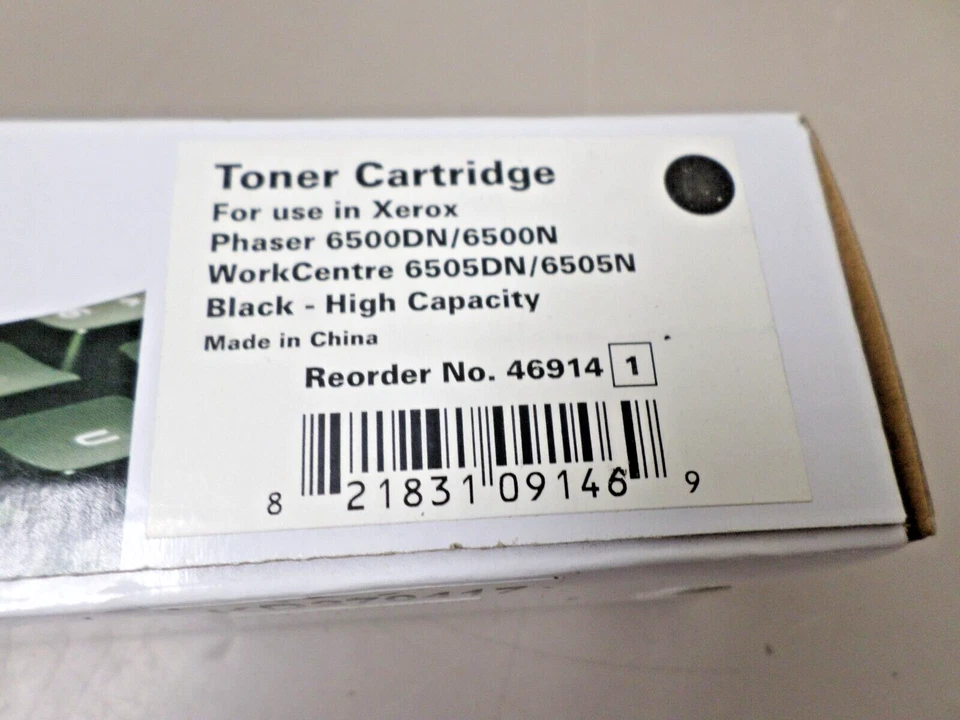 Toner Cartridge
For use in Xerox
Phaser 6500DN/6500N
WorkCentre 6505DN/6505N
Black - High Capacity
Made in China
Reorder No. 46914 1
8 21831 09146 9
U